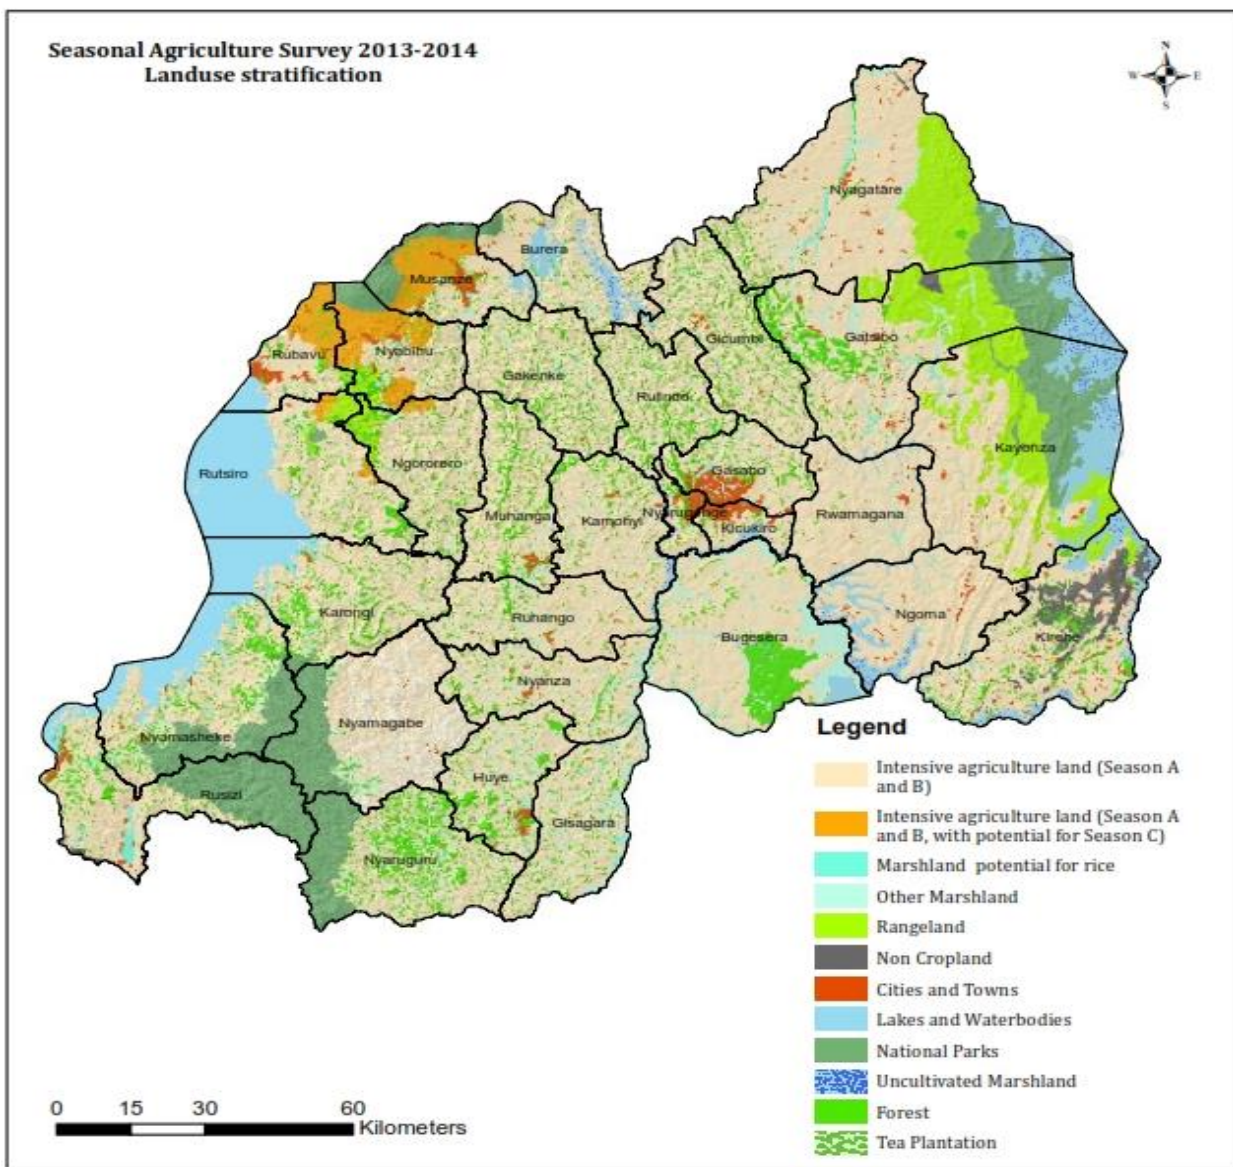 Seasonal Agriculture Survey 2013-2014
Landuse stratification
N
W
E
S
Nyagatare
Burera
Musanze
Gatsibo
Gicumbi
Rubavu
Nyabihu
Gakenke
Rulindo
Kayonza
Rutsiro
Ngororero
Gasabo
Muhanga
Kamonyi
Nyarugenge
Kicukiro
Rwamagana
Karongi
Ruhango
Bugesera
Ngoma
Kirehe
Nyanza
Nyamagabe
Nyamasheke
Huye
Rusizi
Gisagara
Nyaruguru
Legend
Intensive agriculture land (Season A
and B)
Intensive agriculture land (Season A
and B, with potential for Season C)
Marshland potential for rice
Other Marshland
Rangeland
Non Cropland
Cities and Towns
Lakes and Waterbodies
National Parks
Uncultivated Marshland
Forest
Tea Plantation
0 15 30 60
Kilometers